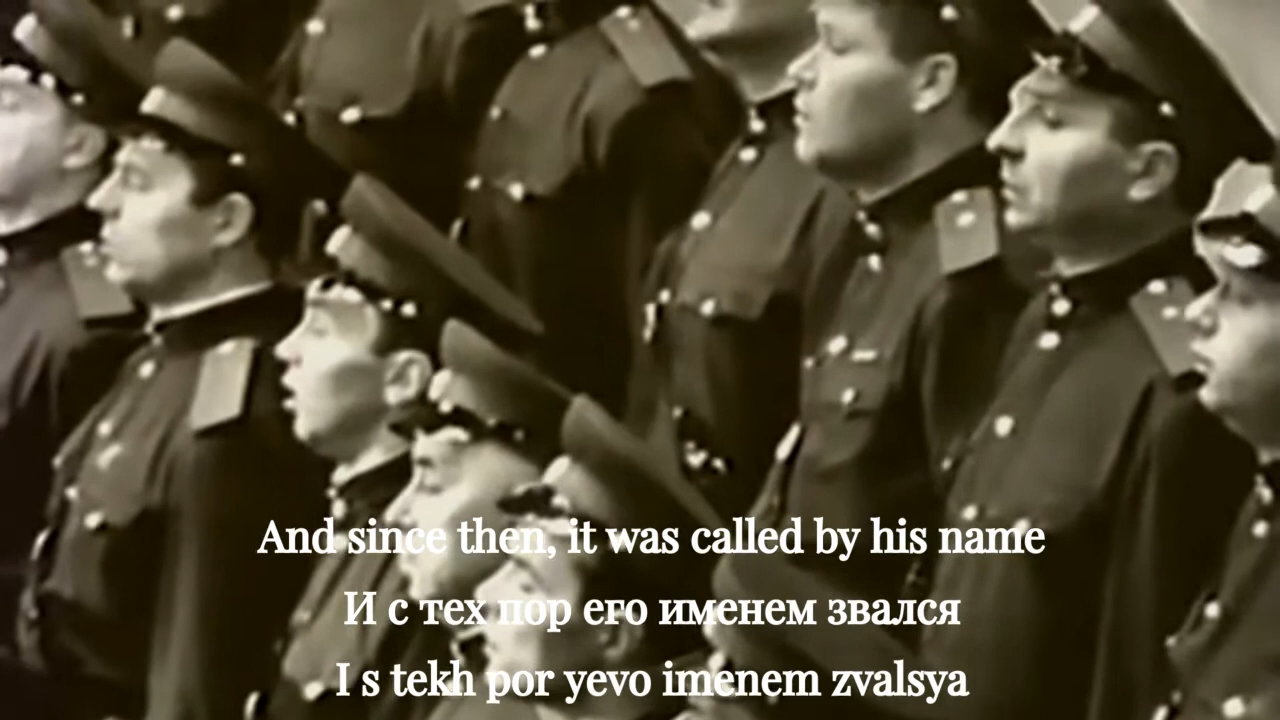 And since then, it was called by his name
И с тех пор его именем звался
I s tekh por yevo imenem zvalsya